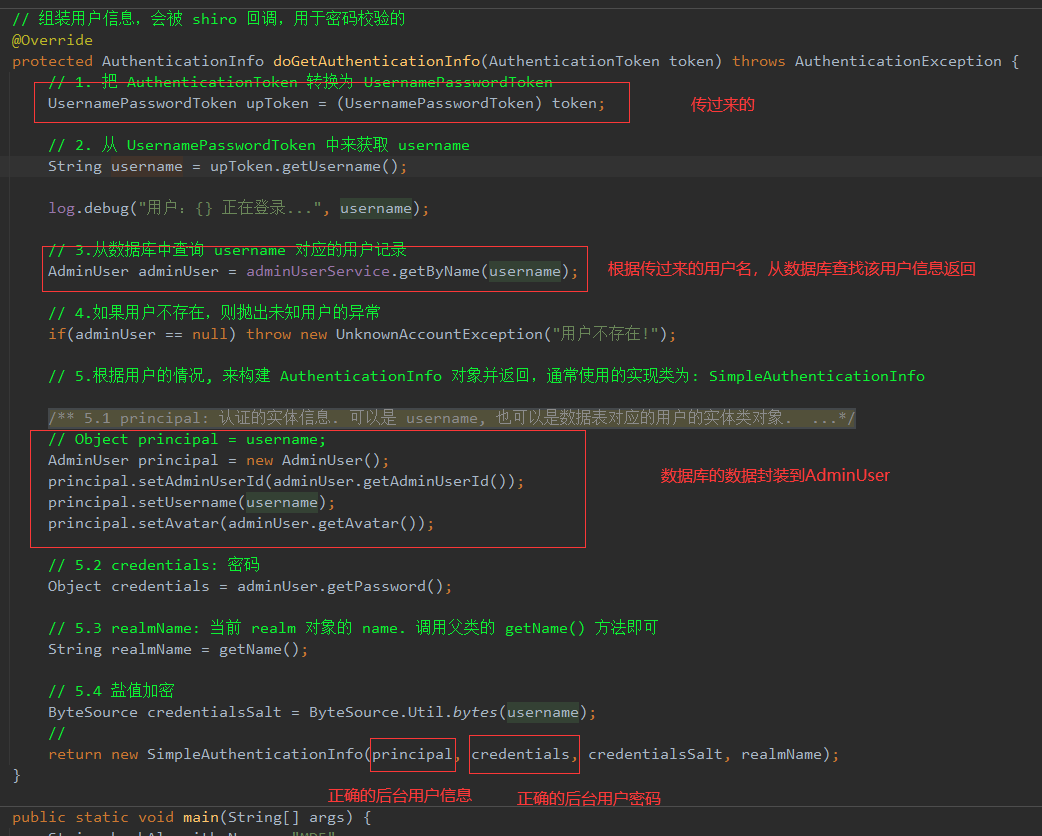 // 组装用户信息，会被 shiro 回调，用于密码校验的
@Override
protected AuthenticationInfo doGetAuthenticationInfo(AuthenticationToken token) throws AuthenticationException {
// 1. 把 AuthenticationToken 转换为 UsernamePasswordToken
UsernamePasswordToken upToken = (UsernamePasswordToken) token;
传过来的
// 2. 从 UsernamePasswordToken 中来获取 username
String username = upToken.getUsername();
log.debug("用户：{} 正在登录...", username);
// 3.从数据库中查询 username 对应的用户记录
AdminUser adminUser = adminUserService.getByName(username);
根据传过来的用户名，从数据库查找该用户信息返回
// 4.如果用户不存在，则抛出未知用户的异常
if(adminUser == null) throw new UnknownAccountException("用户不存在!");
// 5.根据用户的情况, 来构建 AuthenticationInfo 对象并返回，通常使用的实现类为: SimpleAuthenticationInfo
/** 5.1 principal: 认证的实体信息. 可以是 username, 也可以是数据表对应的用户的实体类对象.  ...*/
// Object principal = username;
AdminUser principal = new AdminUser();
principal.setAdminUserId(adminUser.getAdminUserId());
数据库的数据封装到AdminUser
principal.setUsername(username);
principal.setAvatar(adminUser.getAvatar());
// 5.2 credentials: 密码
Object credentials = adminUser.getPassword();
// 5.3 realmName: 当前 realm 对象的 name. 调用父类的 getName() 方法即可
String realmName = getName();
// 5.4 盐值加密
ByteSource credentialsSalt = ByteSource.Util.bytes(username);
//
return new SimpleAuthenticationInfo(principal, credentials, credentialsSalt, realmName);
}
正确的后台用户信息
正确的后台用户密码
public static void main(String[] args) {